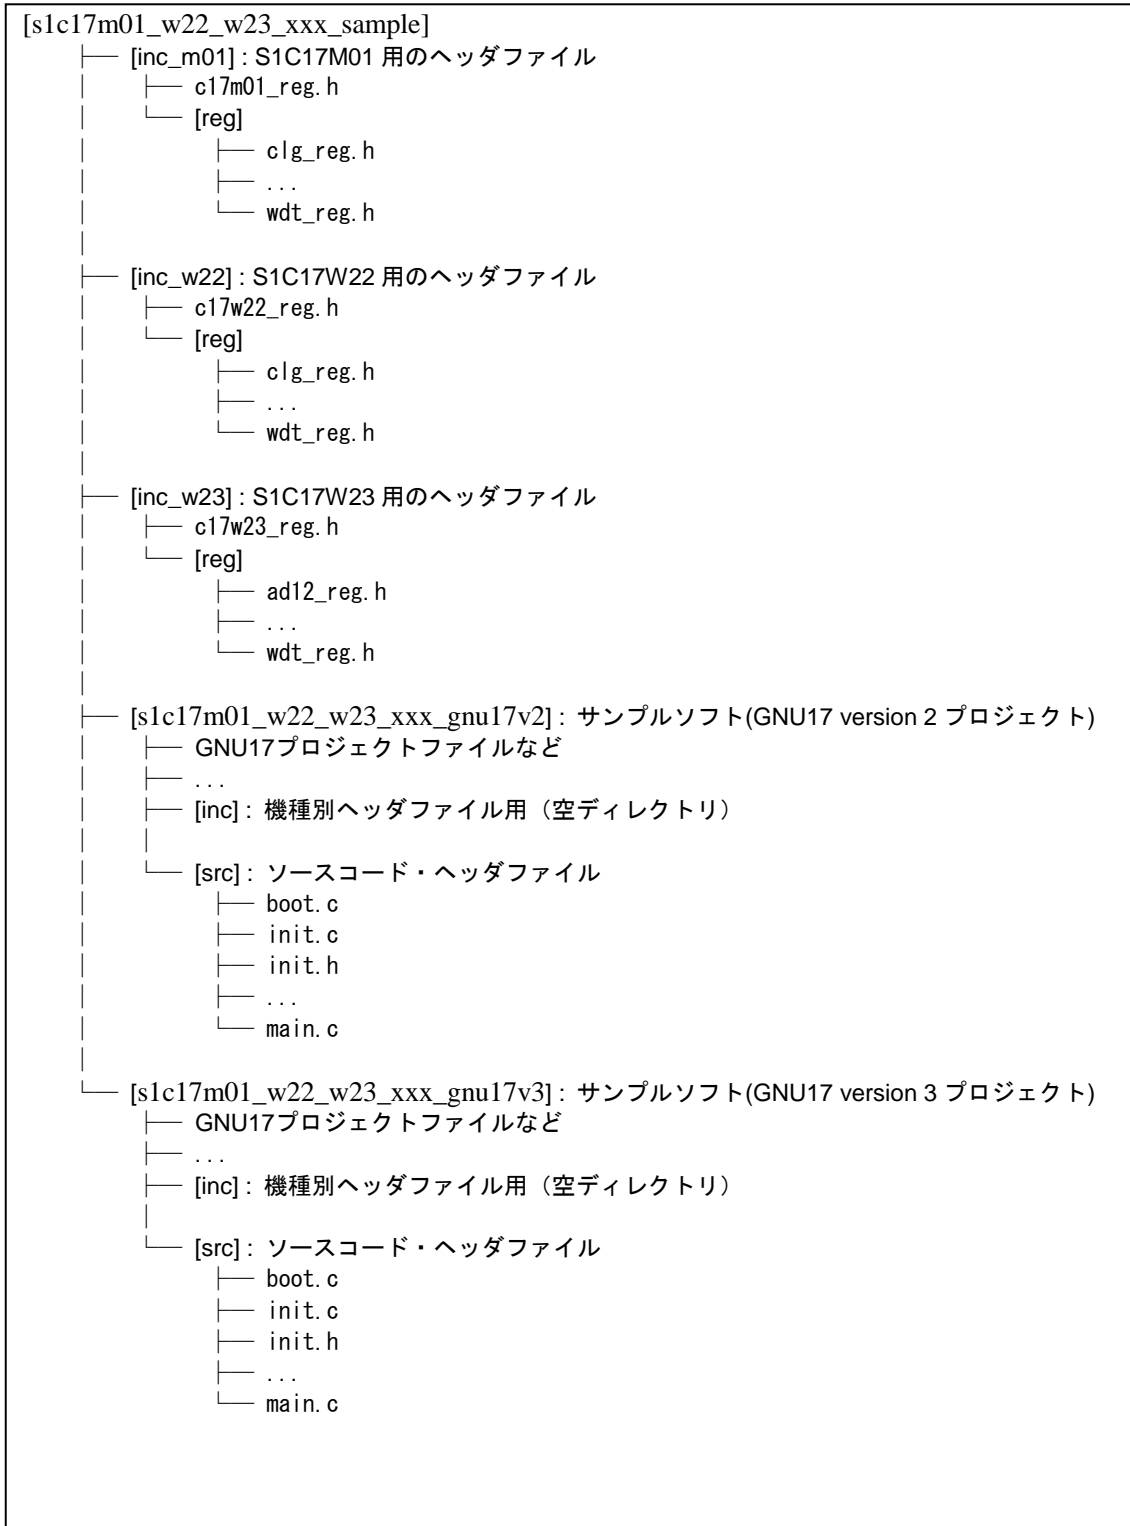 [s1c17m01_w22_w23_xxx_sample]
├── [inc_m01] : S1C17M01 用のヘッダファイル
│   ├── c17m01_reg.h
│   └── [reg]
│       ├── clg_reg.h
│       ├── ...
│       └── wdt_reg.h
│
├── [inc_w22] : S1C17W22 用のヘッダファイル
│   ├── c17w22_reg.h
│   └── [reg]
│       ├── clg_reg.h
│       ├── ...
│       └── wdt_reg.h
│
├── [inc_w23] : S1C17W23 用のヘッダファイル
│   ├── c17w23_reg.h
│   └── [reg]
│       ├── ad12_reg.h
│       ├── ...
│       └── wdt_reg.h
│
├── [s1c17m01_w22_w23_xxx_gnu17v2] : サンプルソフト(GNU17 version 2 プロジェクト)
│   ├── GNU17プロジェクトファイルなど
│   ├── ...
│   ├── [inc] : 機種別ヘッダファイル用（空ディレクトリ）
│   │
│   └── [src] : ソースコード・ヘッダファイル
│       ├── boot.c
│       ├── init.c
│       ├── init.h
│       ├── ...
│       └── main.c
│
└── [s1c17m01_w22_w23_xxx_gnu17v3] : サンプルソフト(GNU17 version 3 プロジェクト)
    ├── GNU17プロジェクトファイルなど
    ├── ...
    ├── [inc] : 機種別ヘッダファイル用（空ディレクトリ）
    │
    └── [src] : ソースコード・ヘッダファイル
        ├── boot.c
        ├── init.c
        ├── init.h
        ├── ...
        └── main.c